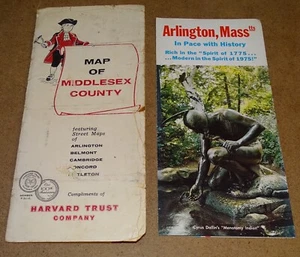 MAP
OF
MIDDLESEX
COUNTY
featuring
Street Maps
of
ARLINGTON
BELMONT
CAMBRIDGE
CONCORD
LITTLETON
Compliments of
HARVARD TRUST
COMPANY
Arlington, Mass
In Pace with History
Rich in the "Spirit of 1775...
...Modern in the Spirit of 1975!"
Cyrus Dallin's "Menotomy Indian"